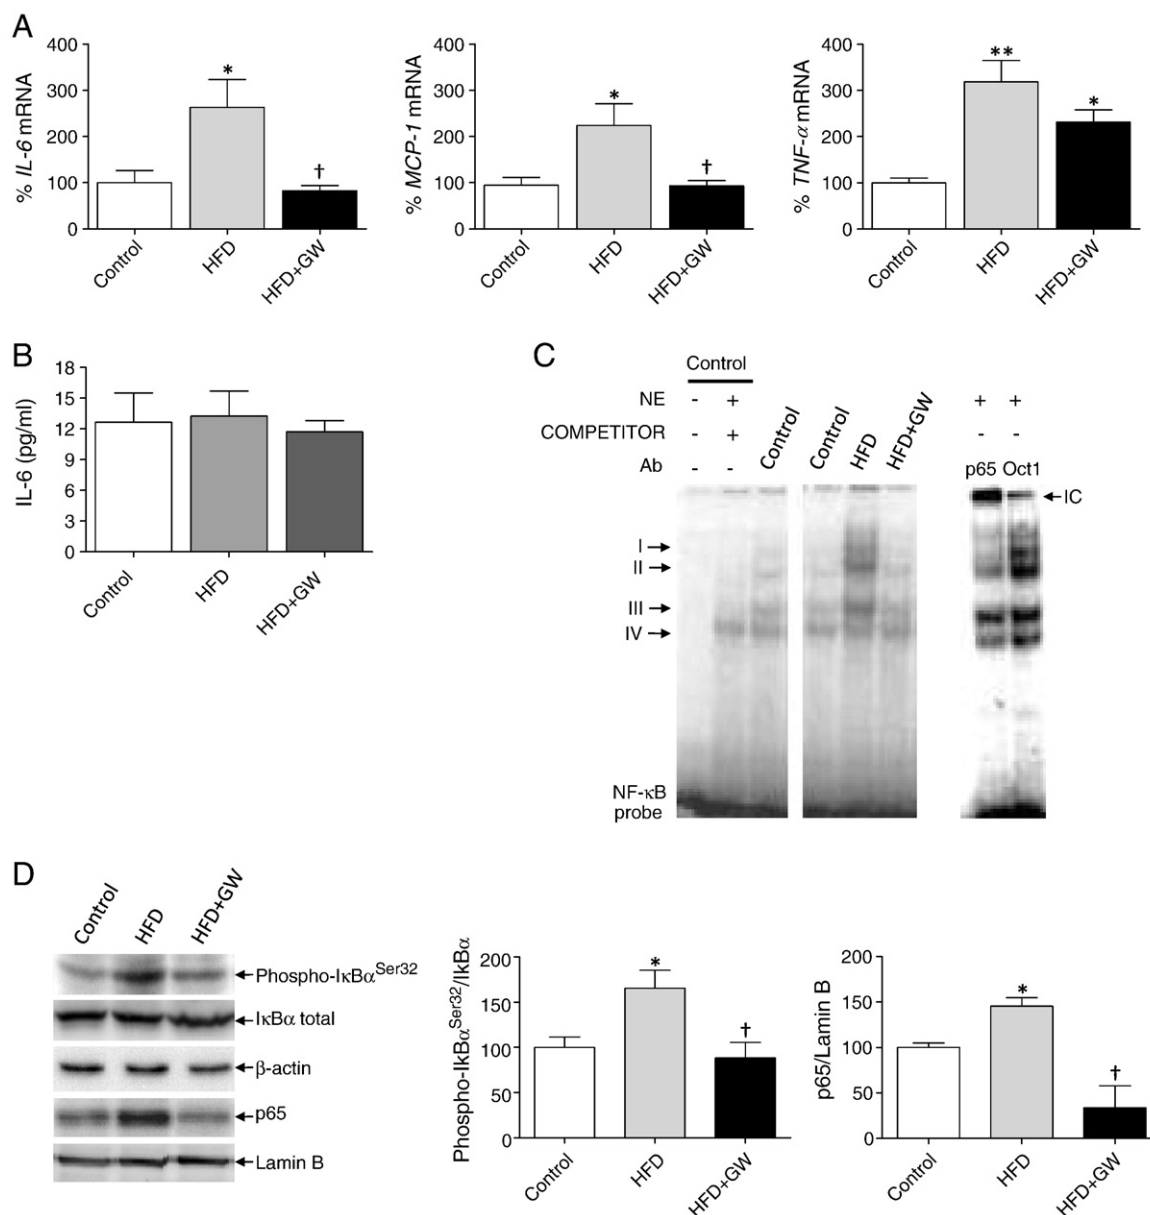 A
% IL-6 mRNA
400
300
200
100
0
*
†
Control
HFD
HFD+GW
% MCP-1 mRNA
400
300
200
100
0
*
†
Control
HFD
HFD+GW
% TNF-α mRNA
400
300
200
100
0
**
*
Control
HFD
HFD+GW
B
IL-6 (pg/ml)
18
15
12
9
6
3
0
Control
HFD
HFD+GW
C
Control
NE - + + +
COMPETITOR - + - -
Ab - - p65 Oct1
Control
Control
HFD
HFD+GW
IC
I
II
III
IV
NF-κB
probe
D
Control
HFD
HFD+GW
Phospho-IκBα^Ser32
IκBα total
β-actin
p65
Lamin B
Phospho-IkBα^Ser32/IkBα
200
150
100
50
0
*
†
Control
HFD
HFD+GW
p65/Lamin B
200
150
100
50
0
*
†
Control
HFD
HFD+GW